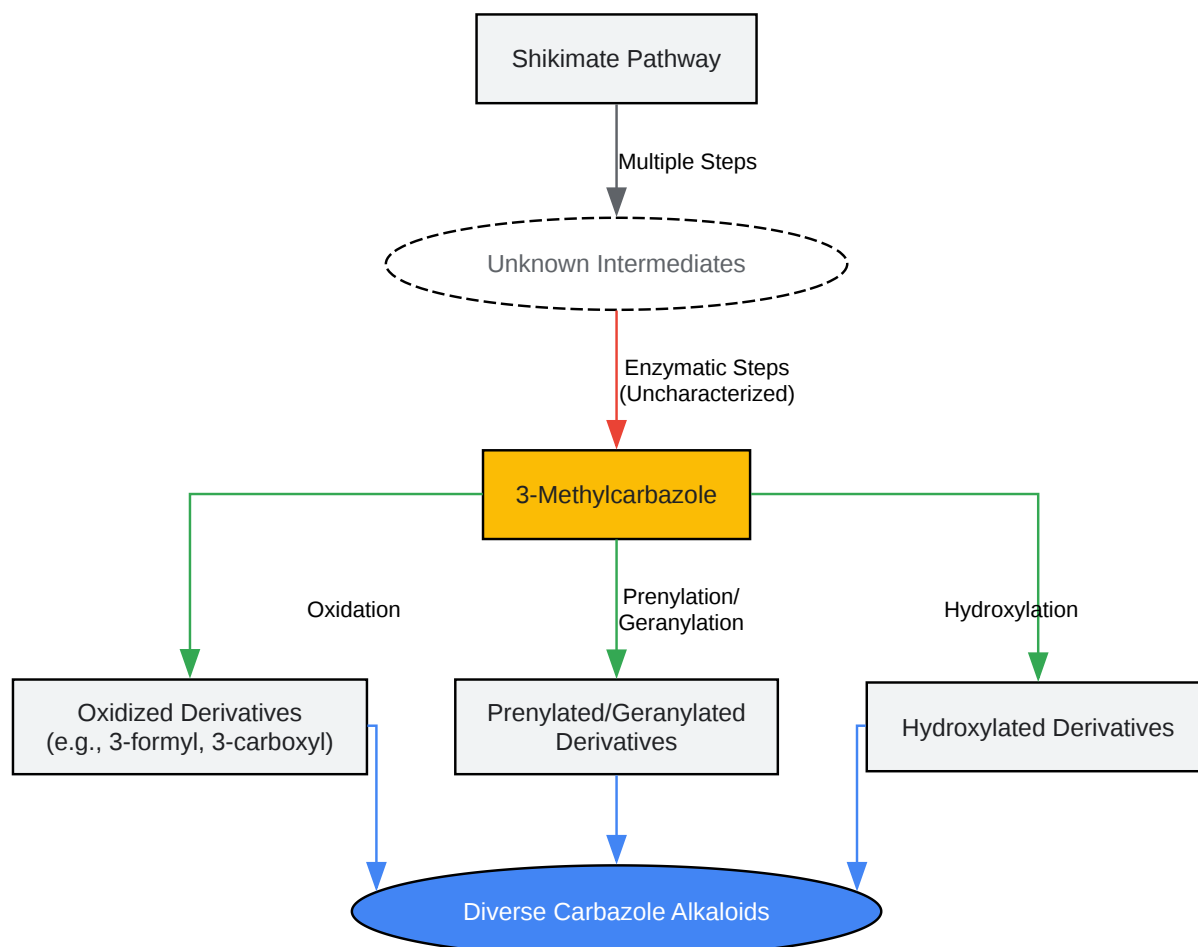 Shikimate Pathway
Multiple Steps
Unknown Intermediates
Enzymatic Steps
(Uncharacterized)
3-Methylcarbazole
Oxidation
Prenylation/
Geranylation
Hydroxylation
Oxidized Derivatives
(e.g., 3-formyl, 3-carboxyl)
Prenylated/Geranylated
Derivatives
Hydroxylated Derivatives
Diverse Carbazole Alkaloids